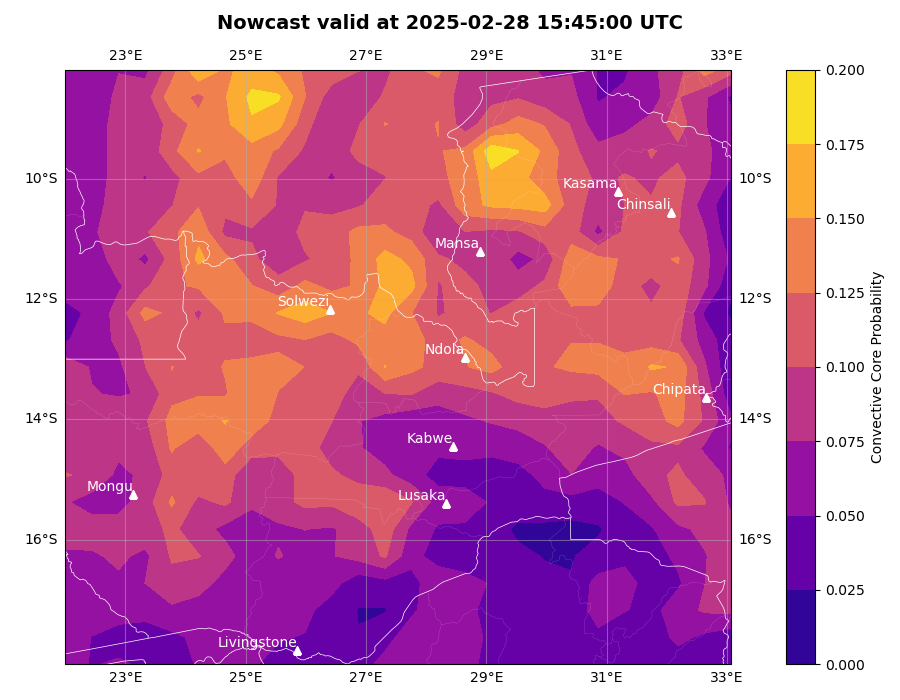 Nowcast valid at 2025-02-28 15:45:00 UTC
23°E 25°E 27°E 29°E 31°E 33°E
0.200
0.175
10°S 10°S
Kasama
Chinsali
0.150
Mansa
12°S 12°S
Solwezi
0.125
Ndola
0.100
Chipata
14°S 14°S
Kabwe
0.075
Mongu
Lusaka
0.050
16°S 16°S
0.025
Livingstone
0.000
23°E 25°E 27°E 29°E 31°E 33°E
Convective Core Probability